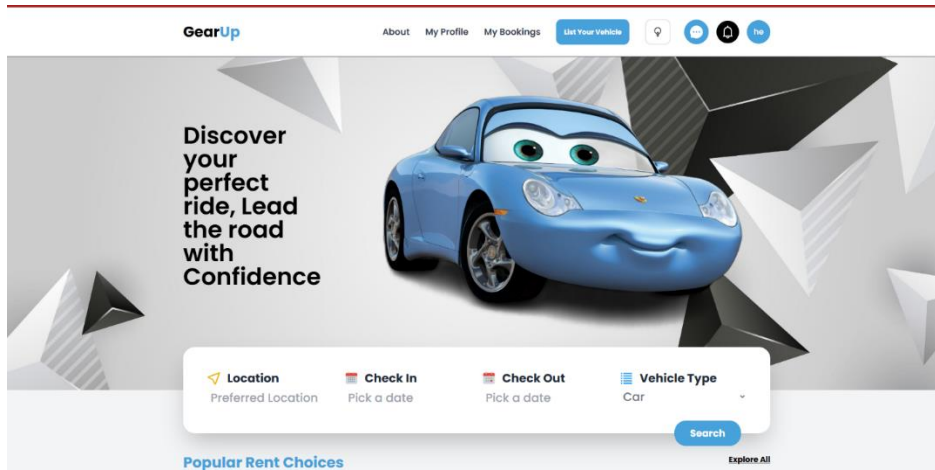 GearUp
About
My Profile
My Bookings
List Your Vehicle
he
Discover
your
perfect
ride, Lead
the road
with
Confidence
Location
Preferred Location
Check In
Pick a date
Check Out
Pick a date
Vehicle Type
Car
Search
Popular Rent Choices
Explore All